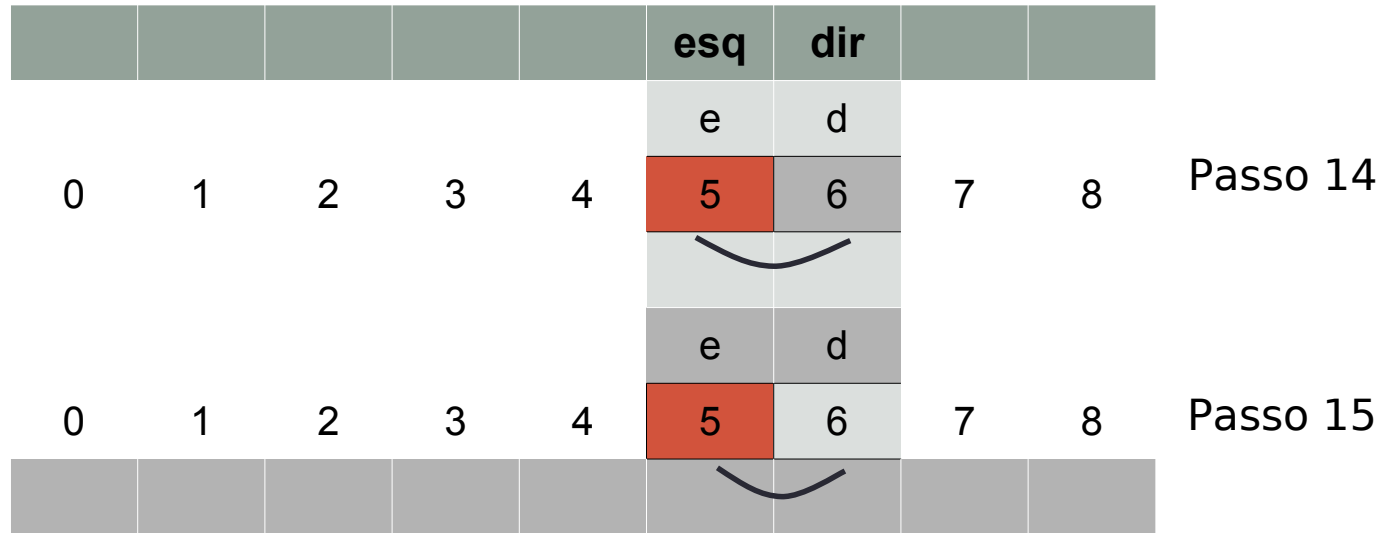 esq dir
e d
0 1 2 3 4 5 6 7 8 Passo 14
e d
0 1 2 3 4 5 6 7 8 Passo 15